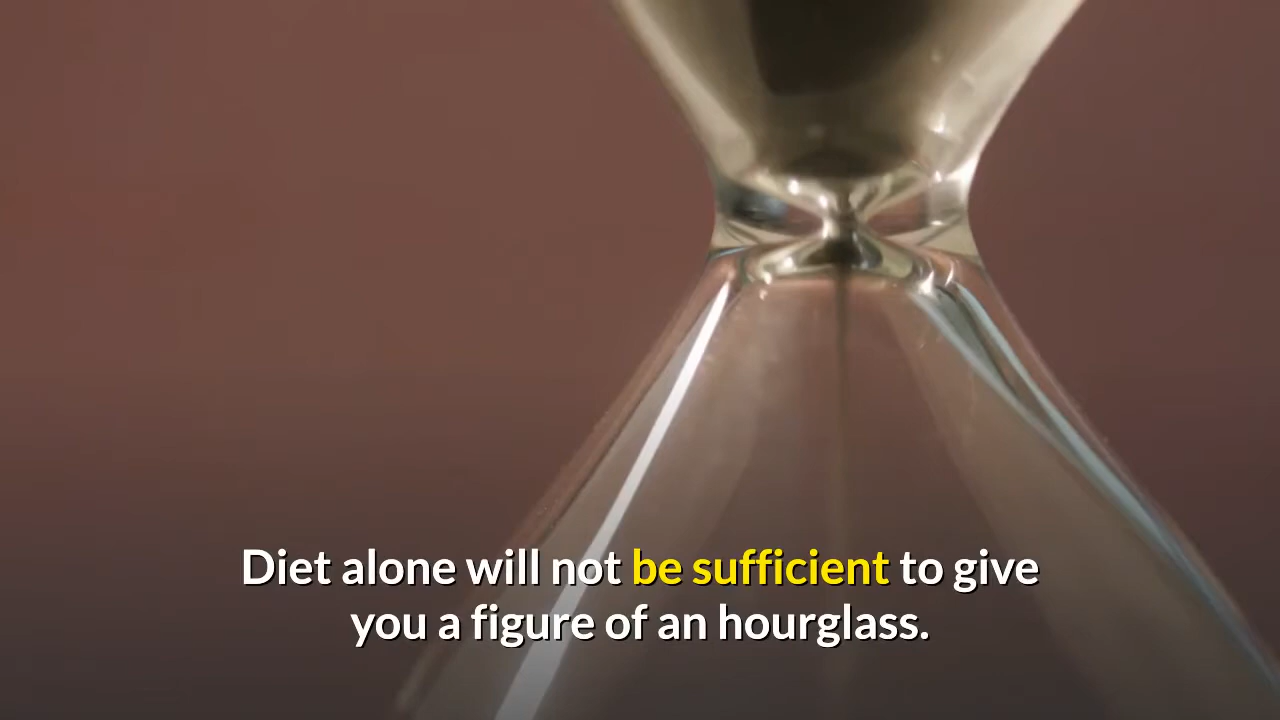 Diet alone will not be sufficient to give
you a figure of an hourglass.